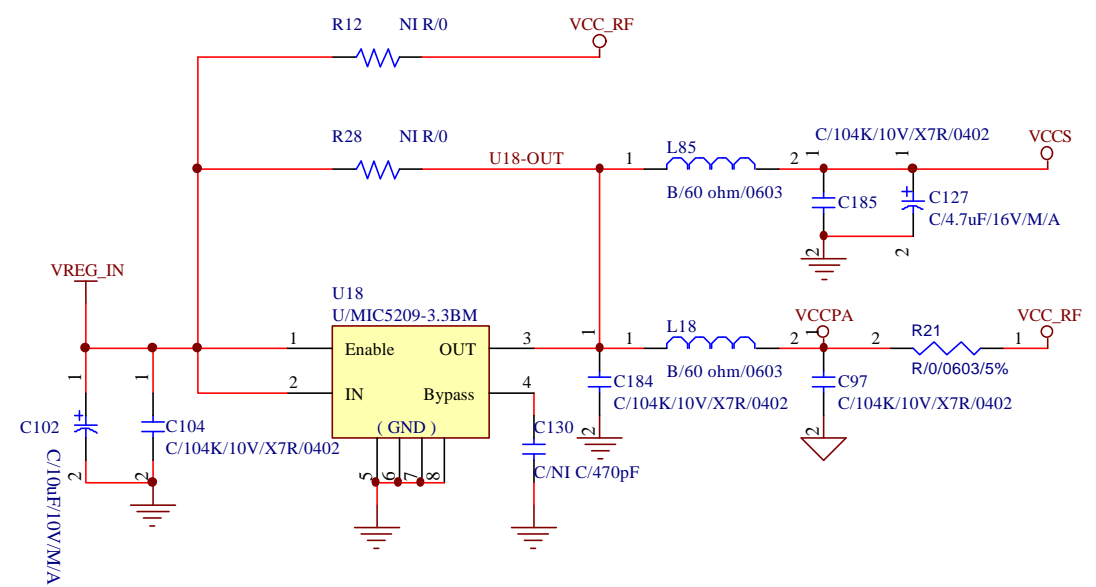 R12 NI R/0 VCC_RF
R28 NI R/0
U18-OUT
1 L85 2
B/60 ohm/0603
C/104K/10V/X7R/0402
VCCS
1 1
C185
C127
C/4.7uF/16V/M/A
2 2
VREG_IN
U18
U/MIC5209-3.3BM
1 Enable OUT 3
2 IN Bypass 4
( GND )
5 6 7 8
1 1
C102
C/10uF/10V/M/A
2 2
C104
C/104K/10V/X7R/0402
C130
C/NI C/470pF
1
C184
C/104K/10V/X7R/0402
2
1 L18 2
B/60 ohm/0603
VCCPA
1
C97
C/104K/10V/X7R/0402
2
2 R21 1
R/0/0603/5%
VCC_RF